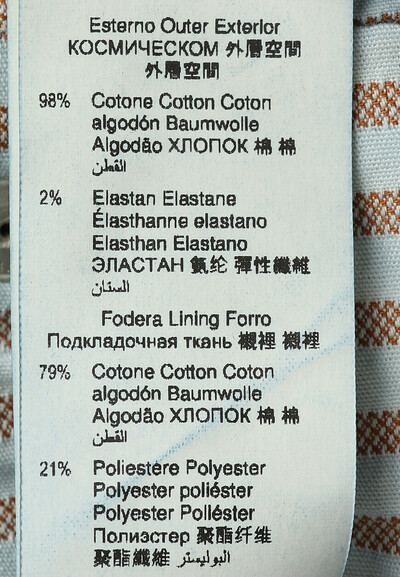 Esterno Outer Exterior
КОСМИЧЕСКОМ 外層空間
外層空間
98% Cotone Cotton Coton
algodón Baumwolle
Algodão ХЛОПОК 棉 棉
القطن
2% Elastan Elastane
Élasthanne elastano
Elasthan Elastano
ЭЛАСТАН 氨纶 彈性纖維
الستان
Fodera Lining Forro
Подкладочная ткань 襯裡 襯裡
79% Cotone Cotton Coton
algodón Baumwolle
Algodão ХЛОПОК 棉 棉
القطن
21% Poliestere Polyester
Polyester poliéster
Polyester Poliéster
Полиэстер 聚酯纤维
聚酯纖維 البوليستر